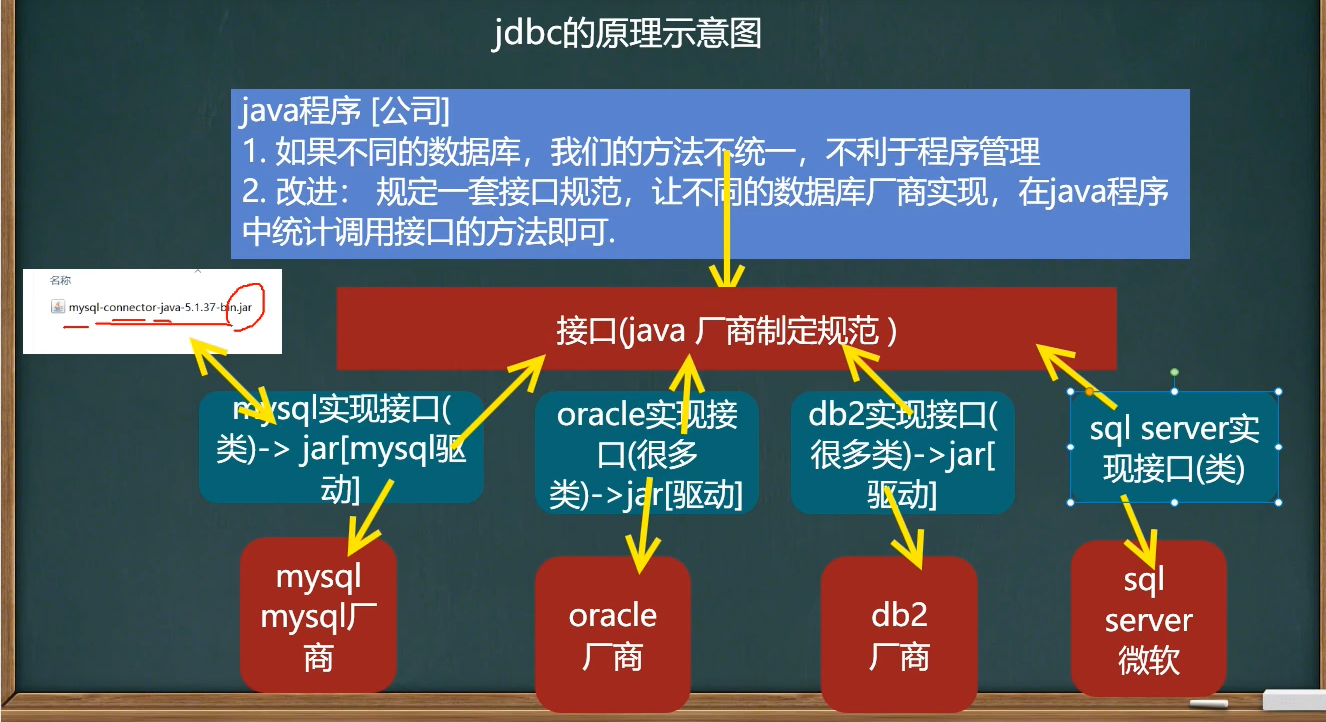 jdbc的原理示意图
java程序 [公司]
1. 如果不同的数据库，我们的方法不统一，不利于程序管理
2. 改进： 规定一套接口规范，让不同的数据库厂商实现，在java程序
中统计调用接口的方法即可.
名称
mysql-connector-java-5.1.37-bin.jar
接口(java 厂商制定规范 )
mysql实现接口(
类)-> jar[mysql驱
动]
oracle实现接
口(很多
类)->jar[驱动]
db2实现接口(
很多类)->jar[
驱动]
sql server实
现接口(类)
mysql
mysql厂
商
oracle
厂商
db2
厂商
sql
server
微软